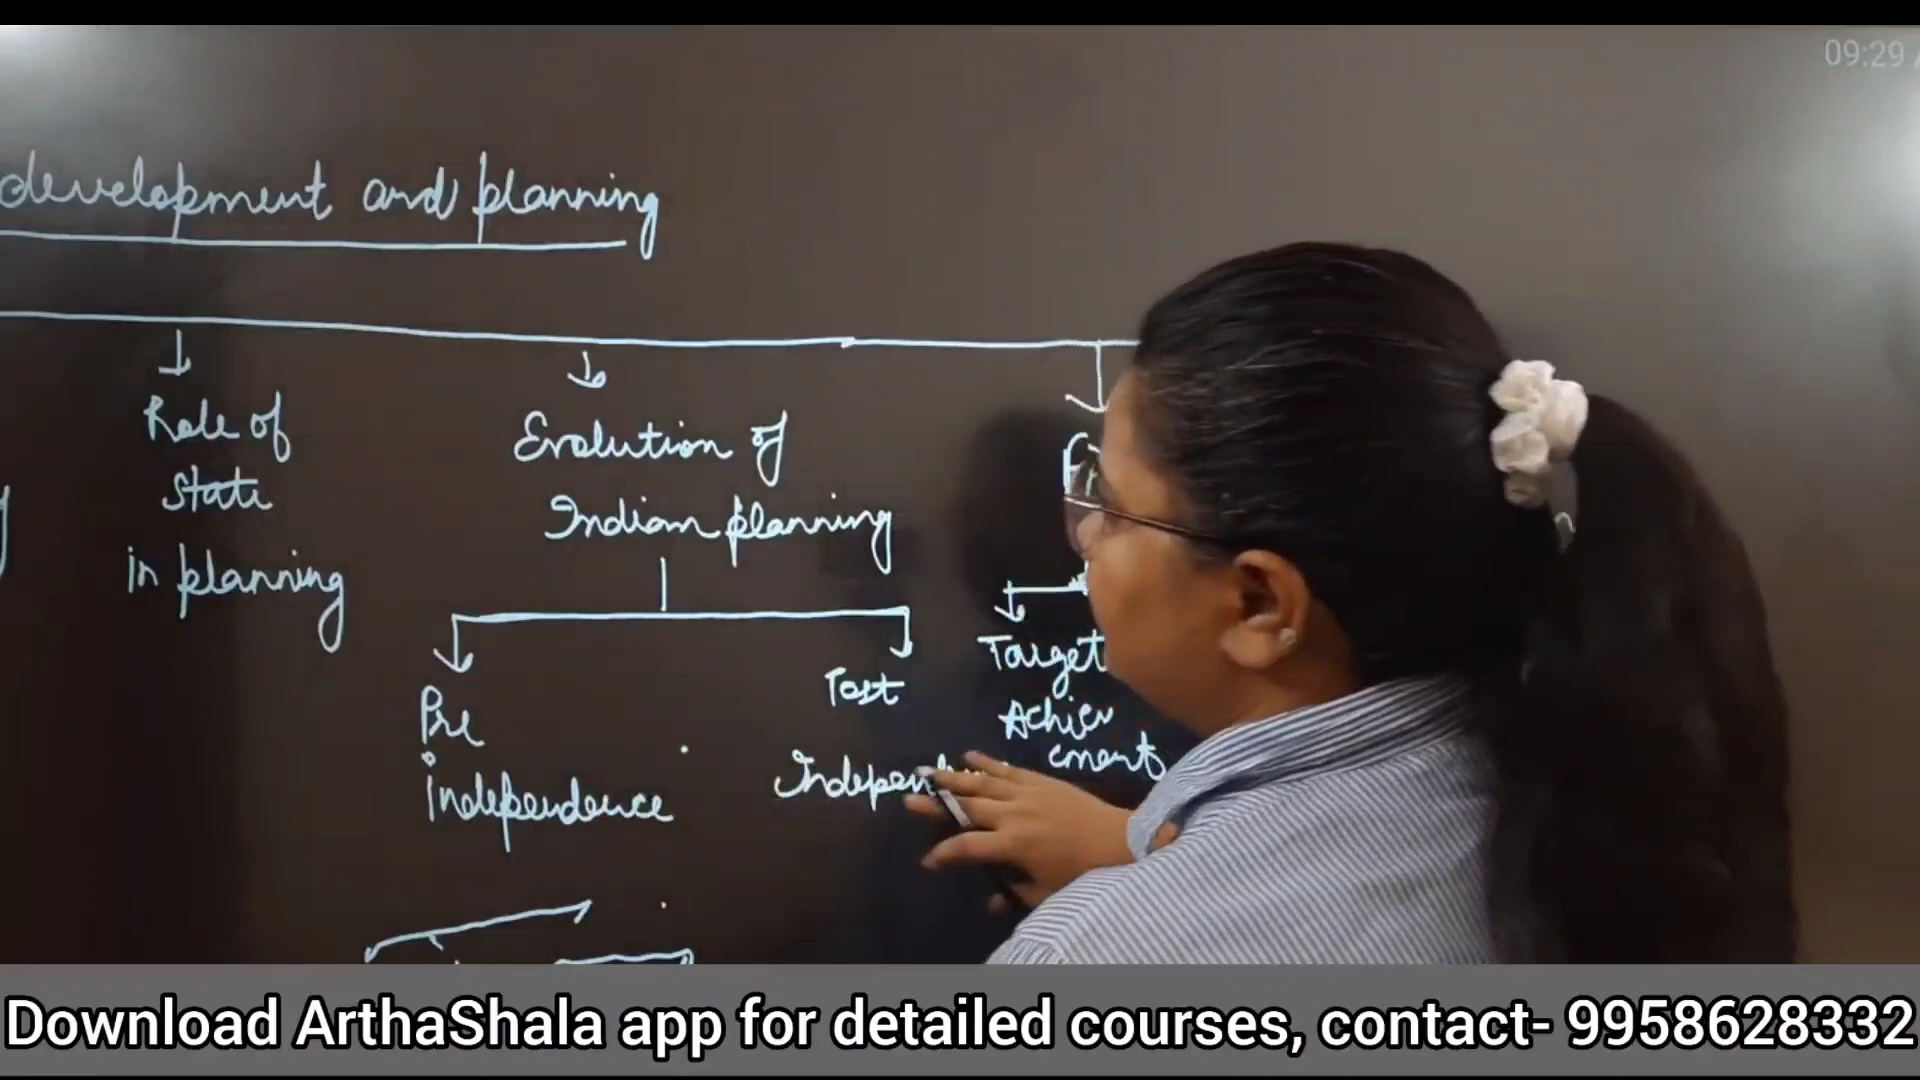 09:29
development and planning
Role of
State
in planning
Evolution of
Indian planning
Pre
independence
Post
Target
Achiev
ement
Download ArthaShala app for detailed courses, contact- 9958628332